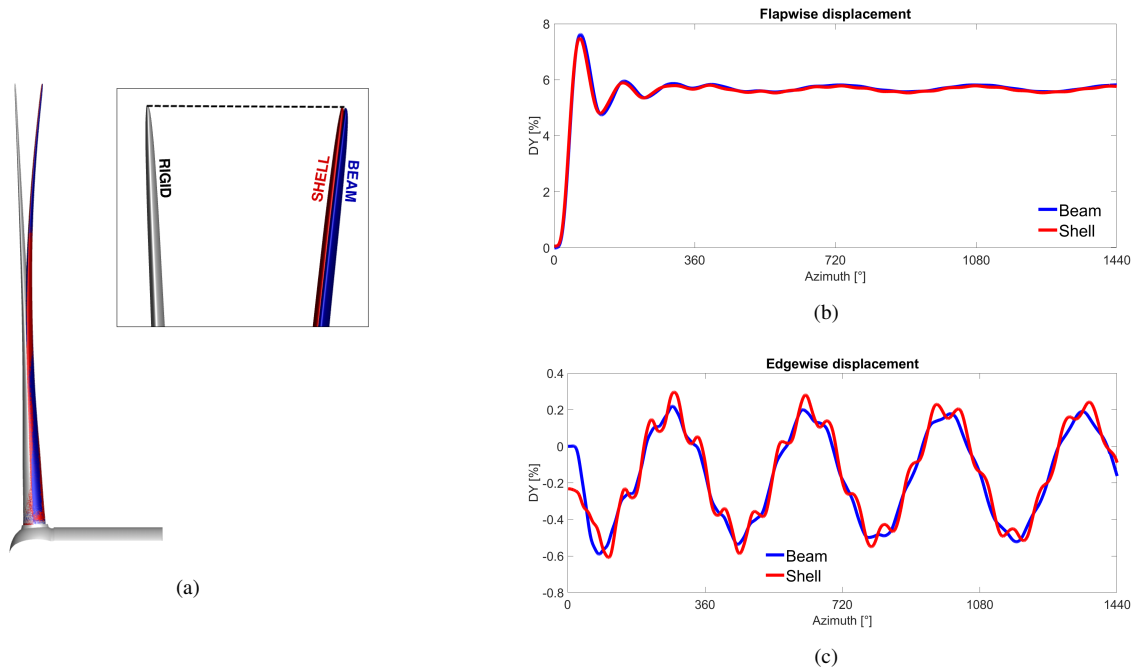 RIGID
SHELL
BEAM
(a)
Flapwise displacement
8
6
4
2
0
DY [%]
0 360 720 1080 1440
Azimuth [°]
Beam
Shell
(b)
Edgewise displacement
0.4
0.2
0
-0.2
-0.4
-0.6
-0.8
DY [%]
0 360 720 1080 1440
Azimuth [°]
Beam
Shell
(c)